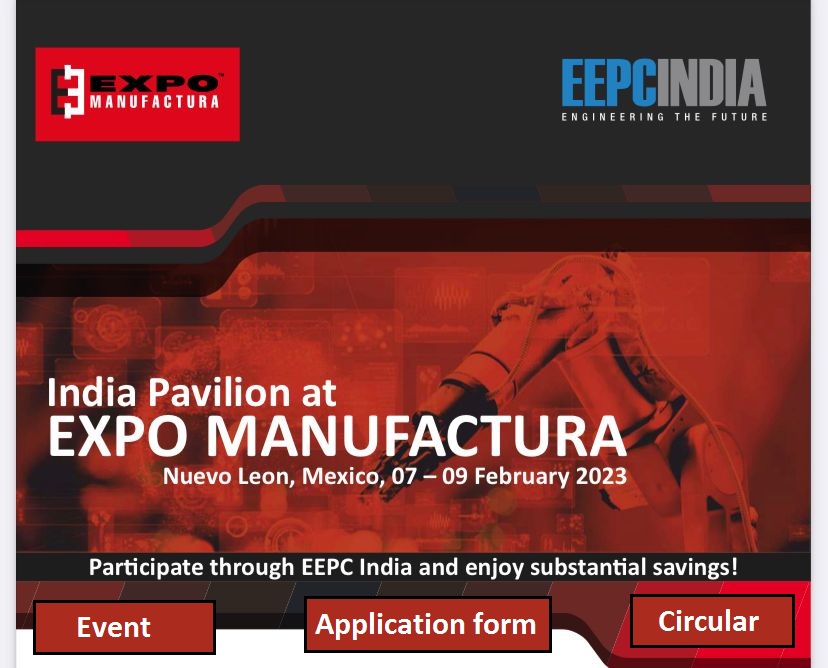 EXPO™
MANUFACTURA
EEPCINDIA
ENGINEERING THE FUTURE
India Pavilion at
EXPO MANUFACTURA
Nuevo Leon, Mexico, 07 – 09 February 2023
Participate through EEPC India and enjoy substantial savings!
Event
Application form
Circular